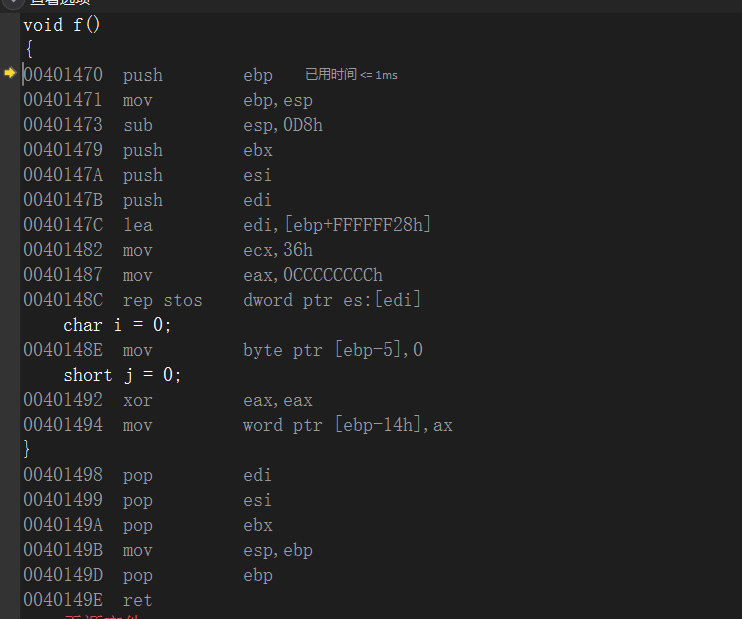 查看选项
void f()
{
00401470 push ebp 已用时间 <= 1ms
00401471 mov ebp,esp
00401473 sub esp,0D8h
00401479 push ebx
0040147A push esi
0040147B push edi
0040147C lea edi,[ebp+FFFFFF28h]
00401482 mov ecx,36h
00401487 mov eax,0CCCCCCCCh
0040148C rep stos dword ptr es:[edi]
char i = 0;
0040148E mov byte ptr [ebp-5],0
short j = 0;
00401492 xor eax,eax
00401494 mov word ptr [ebp-14h],ax
}
00401498 pop edi
00401499 pop esi
0040149A pop ebx
0040149B mov esp,ebp
0040149D pop ebp
0040149E ret